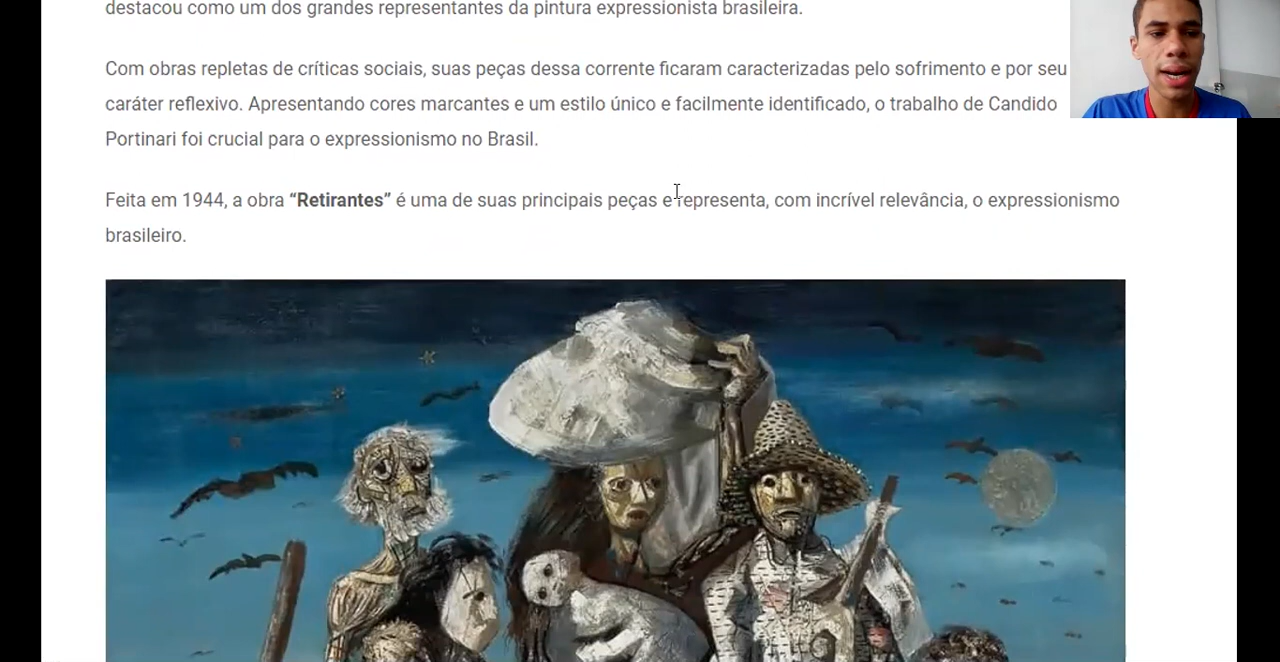 destacou como um dos grandes representantes da pintura expressionista brasileira.
Com obras repletas de críticas sociais, suas peças dessa corrente ficaram caracterizadas pelo sofrimento e por seu
caráter reflexivo. Apresentando cores marcantes e um estilo único e facilmente identificado, o trabalho de Candido
Portinari foi crucial para o expressionismo no Brasil.
Feita em 1944, a obra “Retirantes” é uma de suas principais peças e representa, com incrível relevância, o expressionismo
brasileiro.